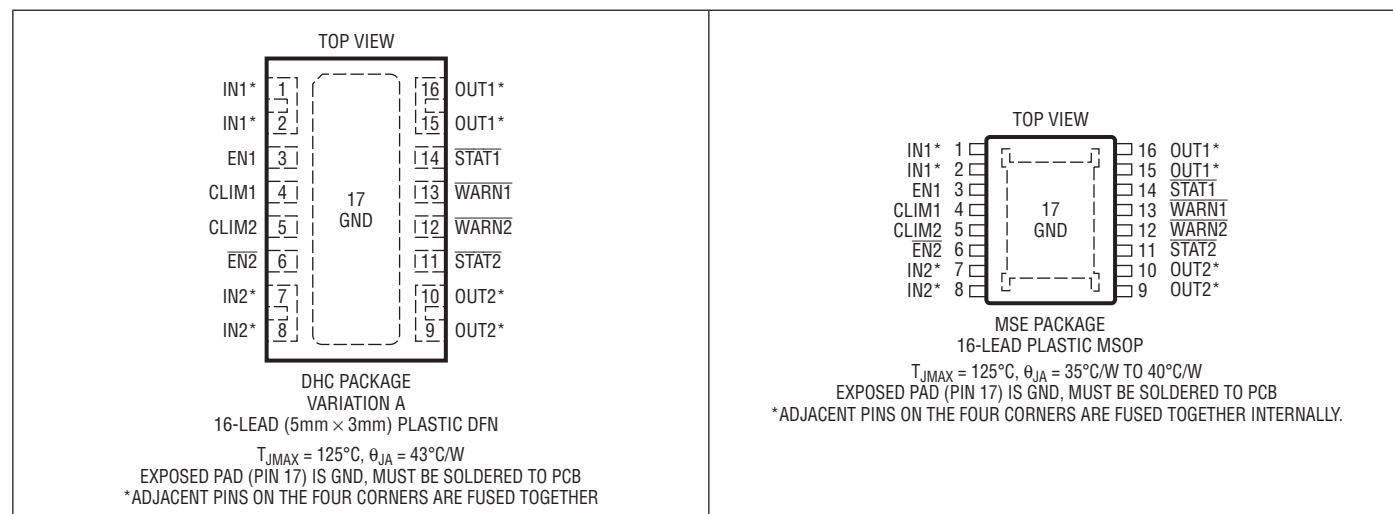 TOP VIEW
IN1* 1 16 OUT1*
IN1* 2 15 OUT1*
EN1 3 14 STAT1
CLIM1 4 13 WARN1
CLIM2 5 12 WARN2
EN2 6 11 STAT2
IN2* 7 10 OUT2*
IN2* 8 9 OUT2*
17
GND
DHC PACKAGE
VARIATION A
16-LEAD (5mm × 3mm) PLASTIC DFN
TJMAX = 125°C, θJA = 43°C/W
EXPOSED PAD (PIN 17) IS GND, MUST BE SOLDERED TO PCB
*ADJACENT PINS ON THE FOUR CORNERS ARE FUSED TOGETHER
TOP VIEW
IN1* 1 16 OUT1*
IN1* 2 15 OUT1*
EN1 3 14 STAT1
CLIM1 4 13 WARN1
CLIM2 5 12 WARN2
EN2 6 11 STAT2
IN2* 7 10 OUT2*
IN2* 8 9 OUT2*
17
GND
MSE PACKAGE
16-LEAD PLASTIC MSOP
TJMAX = 125°C, θJA = 35°C/W TO 40°C/W
EXPOSED PAD (PIN 17) IS GND, MUST BE SOLDERED TO PCB
*ADJACENT PINS ON THE FOUR CORNERS ARE FUSED TOGETHER INTERNALLY.